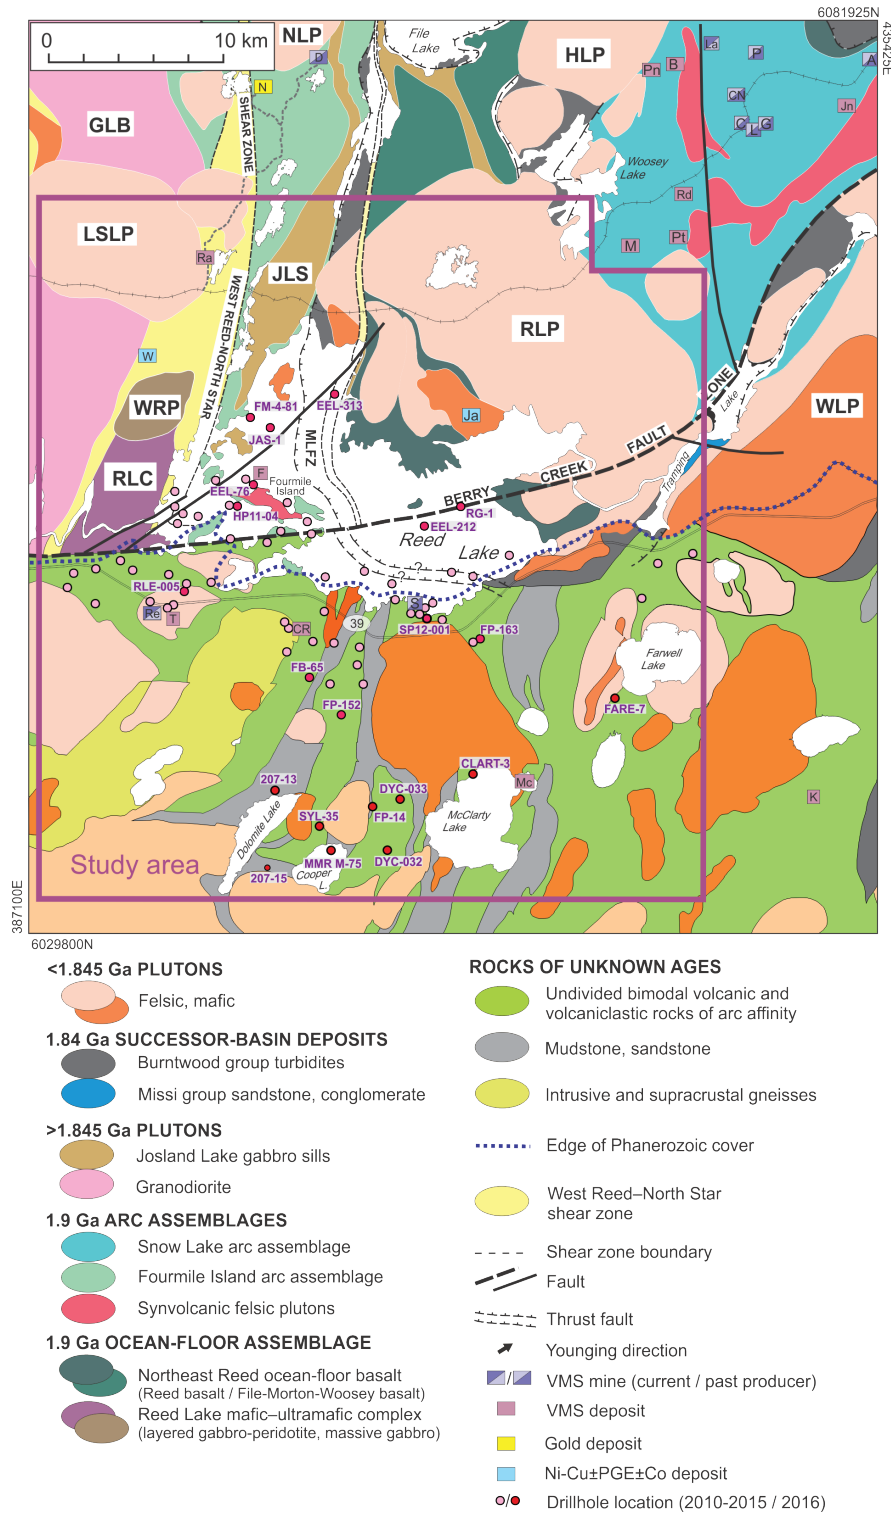 6081925N
435425E
0 10 km
NLP
File
Lake
HLP
La
P
A
D
Pn
B
N
CN
Jn
GLB
SHEAR ZONE
C
L
G
Woosey
Lake
Rd
LSLP
M
Pt
Ra
JLS
WEST REED-NORTH STAR
RLP
W
ZONE
Lake
WRP
FM-4-81
EEL-313
Ja
WLP
JAS-1
MLFZ
FAULT
RLC
F
Fourmile
Island
EEL-76
CREEK
Tramping
BERRY
HP11-04
RG-1
EEL-212
Reed
Lake
?
?
RLE-005
Re
T
S
39
SP12-001
CR
FP-163
Farwell
Lake
FB-65
FP-152
FARE-7
CLART-3
207-13
DYC-033
Mc
K
SYL-35
FP-14
McClarty
Lake
Dolomite Lake
Study area
MMR M-75
DYC-032
207-15
Cooper
L.
387100E
6029800N
<1.845 Ga PLUTONS
Felsic, mafic
1.84 Ga SUCCESSOR-BASIN DEPOSITS
Burntwood group turbidites
Missi group sandstone, conglomerate
>1.845 Ga PLUTONS
Josland Lake gabbro sills
Granodiorite
1.9 Ga ARC ASSEMBLAGES
Snow Lake arc assemblage
Fourmile Island arc assemblage
Synvolcanic felsic plutons
1.9 Ga OCEAN-FLOOR ASSEMBLAGE
Northeast Reed ocean-floor basalt
(Reed basalt / File-Morton-Woosey basalt)
Reed Lake mafic–ultramafic complex
(layered gabbro-peridotite, massive gabbro)
ROCKS OF UNKNOWN AGES
Undivided bimodal volcanic and
volcaniclastic rocks of arc affinity
Mudstone, sandstone
Intrusive and supracrustal gneisses
Edge of Phanerozoic cover
West Reed–North Star
shear zone
Shear zone boundary
Fault
Thrust fault
Younging direction
/ VMS mine (current / past producer)
VMS deposit
Gold deposit
Ni-Cu±PGE±Co deposit
/ Drillhole location (2010-2015 / 2016)